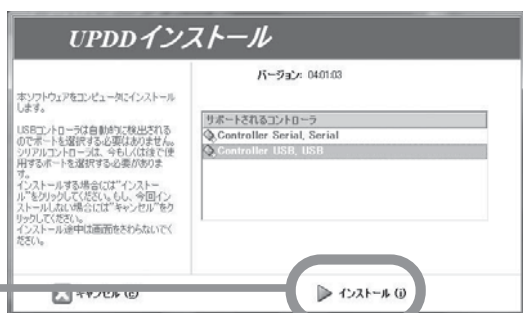 UPDDインストール
バージョン: 04.01.03
本ソフトウェアをコンピュータにインストール
します。
USBコントローラは自動的に検出される
のでポートを選択する必要はありません。
シリアルコントローラは、今もしくは後で使
用するポートを選択する必要がありま
す。
インストールする場合には"インストー
ル"をクリックしてください。もし、今回イン
ストールしない場合には"キャンセル"をク
リックしてください。
インストール途中は画面をさわらないでく
ださい。
サポートされるコントローラ
Controller Serial, Serial
Controller USB, USB
キャンセル (c)
インストール (i)